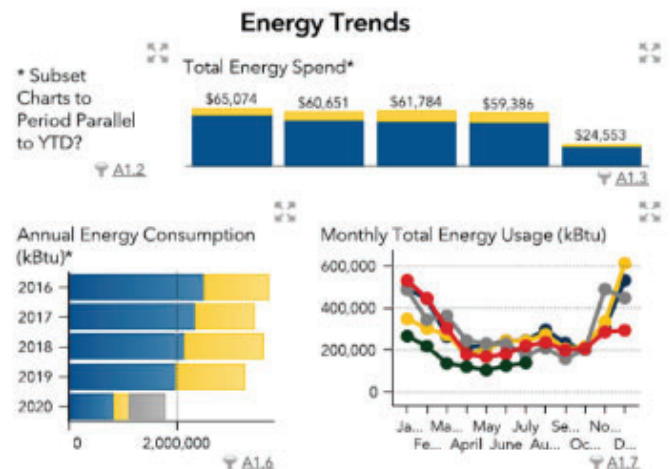 Energy Trends
* Subset
Charts to
Period Parallel
to YTD?
A1.2
Total Energy Spend*
$65,074
$60,651
$61,784
$59,386
$24,553
A1.3
Annual Energy Consumption
(kBtu)*
2016
2017
2018
2019
2020
0
2,000,000
A1.6
Monthly Total Energy Usage (kBtu)
600,000
400,000
200,000
0
Ja... Ma... May July Se... No...
Fe... April June Au... Oc... D...
A1.7